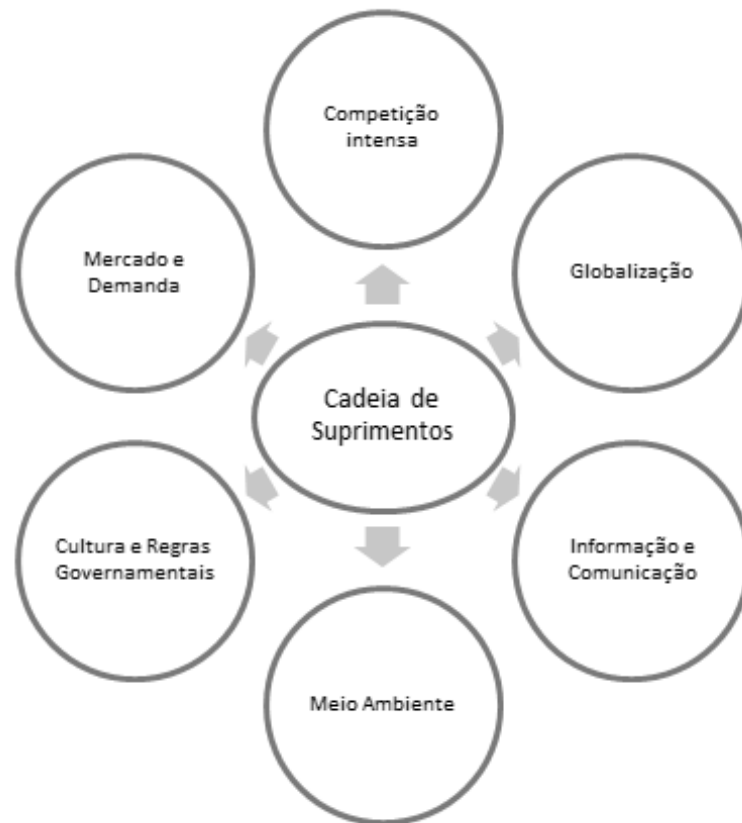 Competição
intensa
Mercado e
Demanda
Globalização
Cadeia de
Suprimentos
Cultura e Regras
Governamentais
Informação e
Comunicação
Meio Ambiente